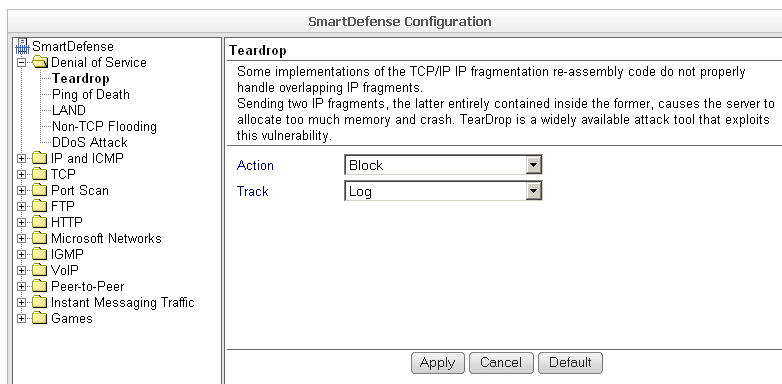 SmartDefense Configuration
SmartDefense
Denial of Service
Teardrop
Ping of Death
LAND
Non-TCP Flooding
DDoS Attack
IP and ICMP
TCP
Port Scan
FTP
HTTP
Microsoft Networks
IGMP
VoIP
Peer-to-Peer
Instant Messaging Traffic
Games
Teardrop
Some implementations of the TCP/IP IP fragmentation re-assembly code do not properly
handle overlapping IP fragments.
Sending two IP fragments, the latter entirely contained inside the former, causes the server to
allocate too much memory and crash. TearDrop is a widely available attack tool that exploits
this vulnerability.
Action Block
Track Log
Apply Cancel Default